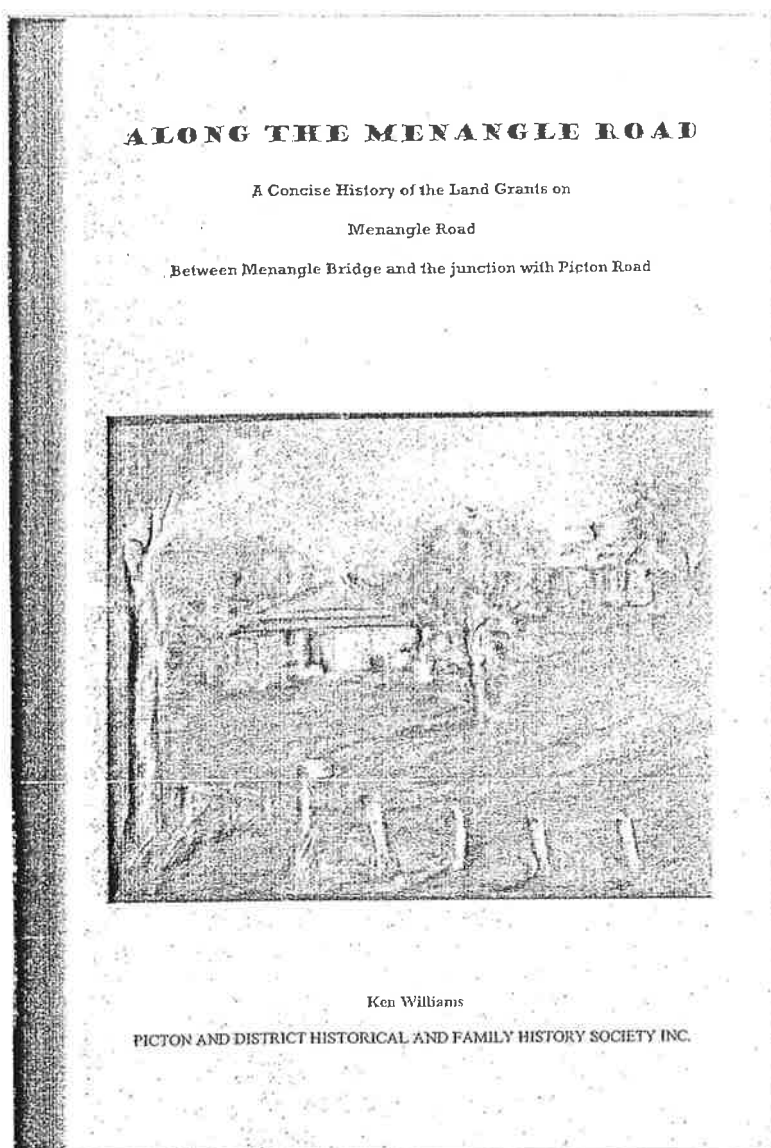 ALONG THE MENANGLE ROAD
A Concise History of the Land Grants on
Menangle Road
Between Menangle Bridge and the junction with Picton Road
Ken Williams
PICTON AND DISTRICT HISTORICAL AND FAMILY HISTORY SOCIETY INC.